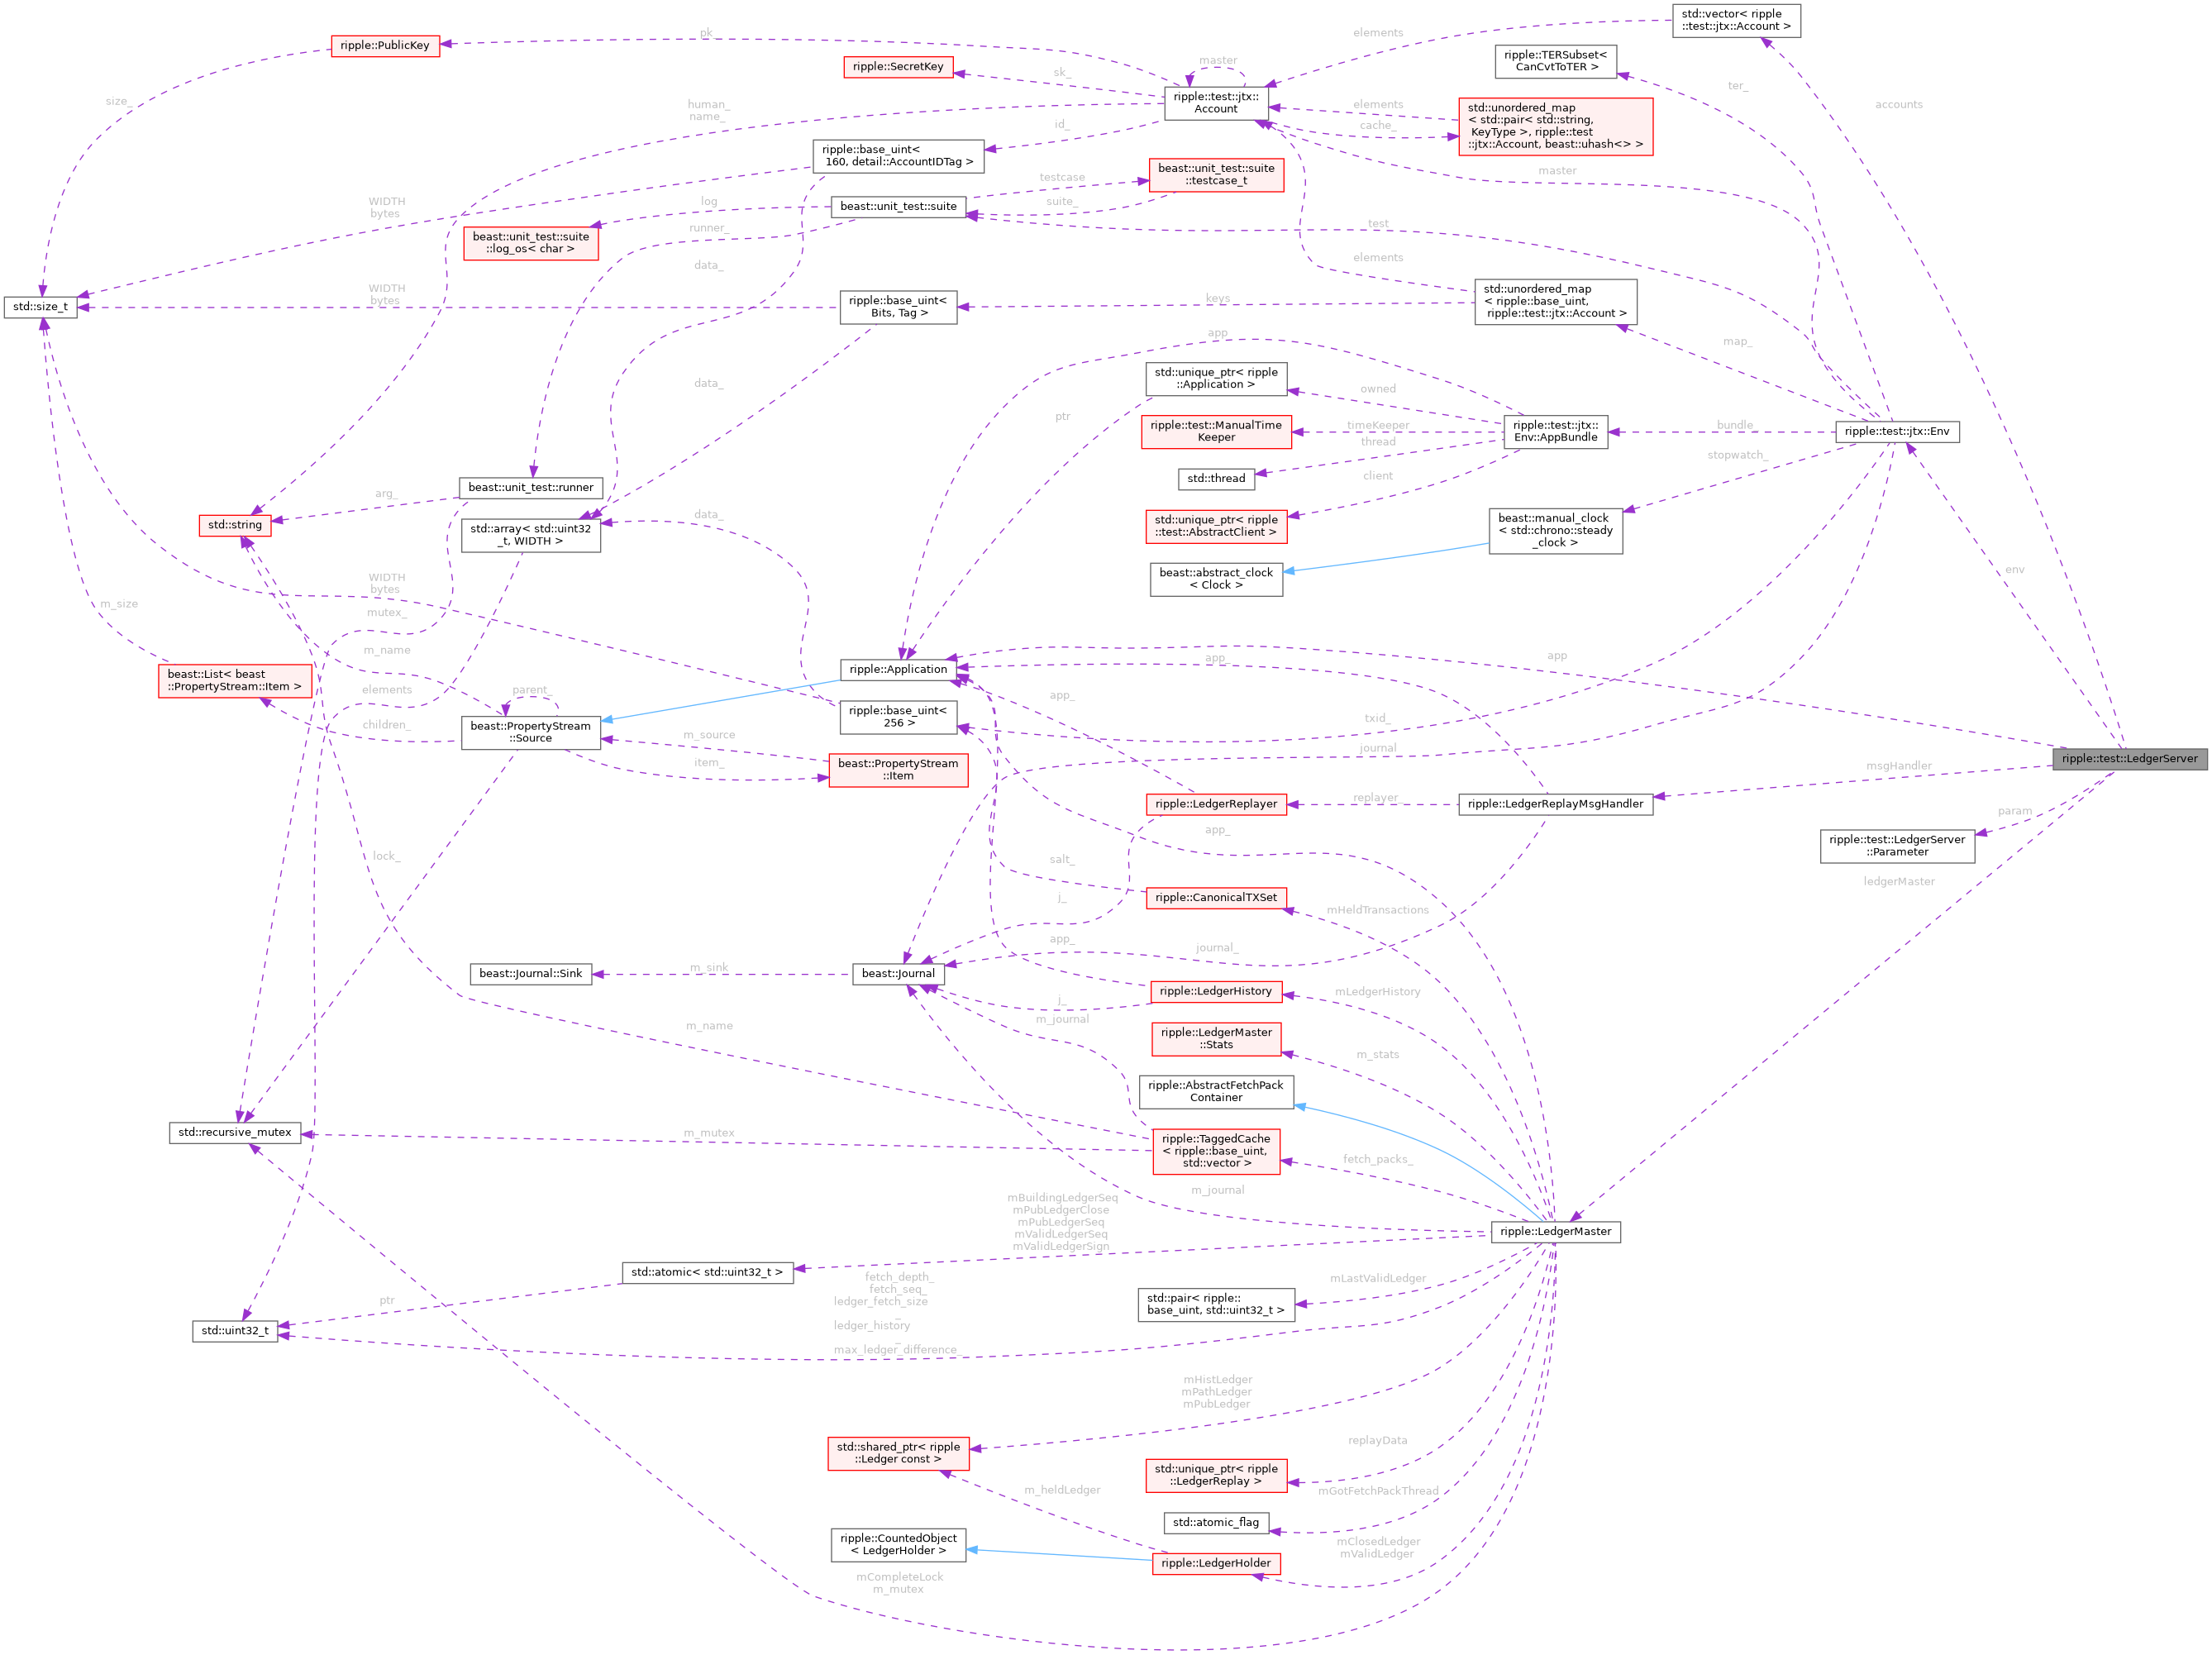 std::vector< ripple
::test::jtx::Account >
pk_
ripple::PublicKey
elements
ripple::TERSubset<
CanCvtToTER >
ripple::SecretKey
sk_
master
ripple::test::jtx::
Account
ter_
size_
human_
name_
elements
cache_
std::unordered_map
< std::pair< std::string,
KeyType >, ripple::test
::jtx::Account, beast::uhash<> >
accounts
id_
ripple::base_uint<
160, detail::AccountIDTag >
testcase
beast::unit_test::suite
::testcase_t
suite_
master
WIDTH
bytes
log
beast::unit_test::suite
runner_
test
beast::unit_test::suite
::log_os< char >
data_
elements
std::size_t
WIDTH
bytes
ripple::base_uint<
Bits, Tag >
keys
std::unordered_map
< ripple::base_uint,
ripple::test::jtx::Account >
app
map_
std::unique_ptr< ripple
::Application >
owned
data_
ptr
ripple::test::ManualTime
Keeper
timeKeeper
thread
ripple::test::jtx::
Env::AppBundle
bundle_
ripple::test::jtx::Env
stopwatch_
std::thread
client
beast::unit_test::runner
arg_
std::string
std::array< std::uint32
_t, WIDTH >
data_
std::unique_ptr< ripple
::test::AbstractClient >
beast::manual_clock
< std::chrono::steady
_clock >
beast::abstract_clock
< Clock >
env
WIDTH
bytes
m_size
mutex_
m_name
beast::List< beast
::PropertyStream::Item >
elements
parent_
children_
beast::PropertyStream
::Source
m_source
item_
beast::PropertyStream
::Item
ripple::Application
app_
app
app_
ripple::base_uint<
256 >
txid_
journal
ripple::test::LedgerServer
msgHandler
ripple::LedgerReplayer
replayer_
ripple::LedgerReplayMsgHandler
param
ripple::test::LedgerServer
::Parameter
app_
lock_
salt_
ripple::CanonicalTXSet
j_
mHeldTransactions
ledgerMaster
app_
journal_
beast::Journal::Sink
m_sink
beast::Journal
ripple::LedgerHistory
j_
mLedgerHistory
m_journal
m_name
ripple::LedgerMaster
::Stats
m_stats
ripple::AbstractFetchPack
Container
std::recursive_mutex
m_mutex
ripple::TaggedCache
< ripple::base_uint,
std::vector >
fetch_packs_
m_journal
mBuildingLedgerSeq
mPubLedgerClose
mPubLedgerSeq
mValidLedgerSeq
mValidLedgerSign
ripple::LedgerMaster
std::atomic< std::uint32_t >
ptr
std::uint32_t
fetch_depth_
fetch_seq_
ledger_fetch_size
_
ledger_history
_
max_ledger_difference_
mLastValidLedger
std::pair< ripple::
base_uint, std::uint32_t >
mHistLedger
mPathLedger
mPubLedger
std::shared_ptr< ripple
::Ledger const >
replayData
std::unique_ptr< ripple
::LedgerReplay >
m_heldLedger
mGotFetchPackThread
std::atomic_flag
ripple::CountedObject
< LedgerHolder >
ripple::LedgerHolder
mClosedLedger
mValidLedger
mCompleteLock
m_mutex